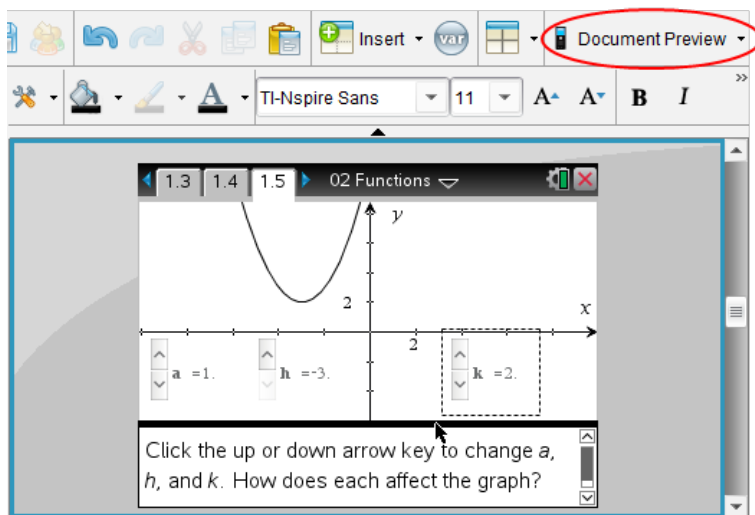 Insert var Document Preview
TI-Nspire Sans 11 A A B I
1.3 1.4 1.5 02 Functions
y
2
x
2
a =1. h =-3. k =2.
Click the up or down arrow key to change a,
h, and k. How does each affect the graph?